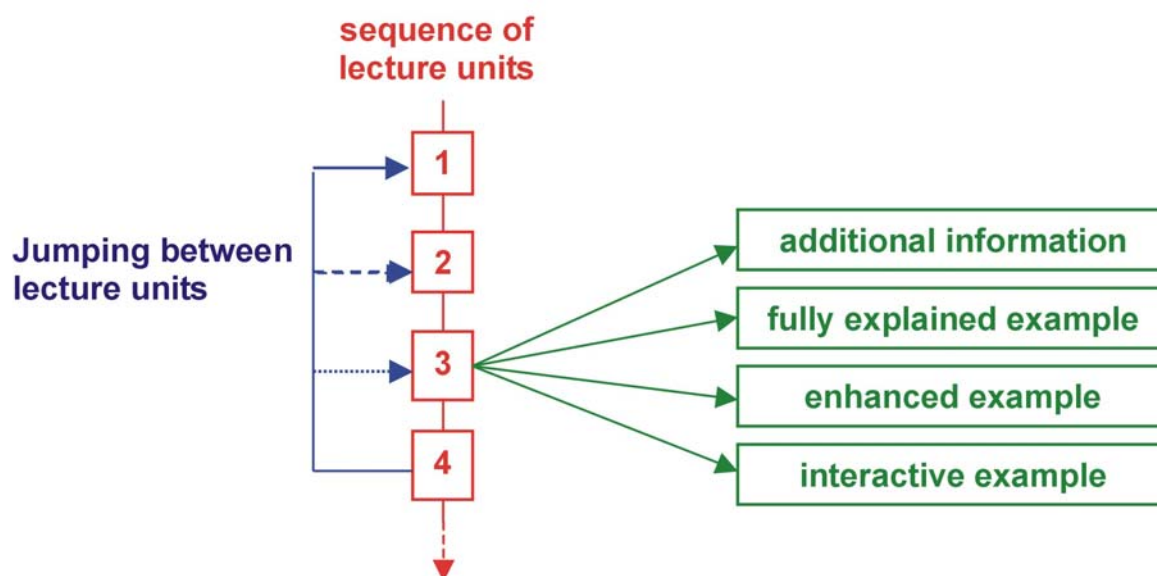 sequence of
lecture units
1
2
3
4
Jumping between
lecture units
additional information
fully explained example
enhanced example
interactive example